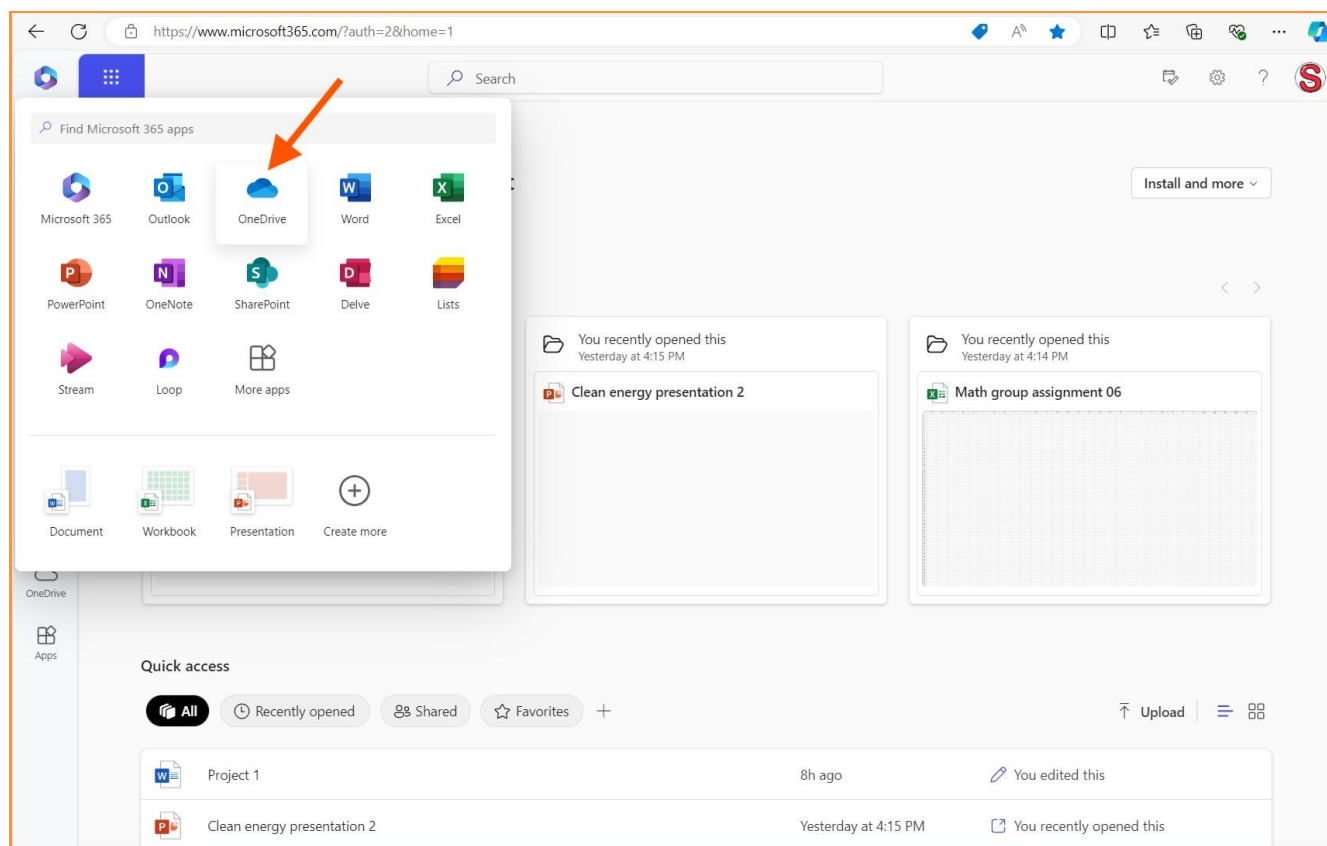 https://www.microsoft365.com/?auth=2&home=1
Search
S
Find Microsoft 365 apps
Install and more
Microsoft 365 Outlook OneDrive Word Excel
PowerPoint OneNote SharePoint Delve Lists
Stream Loop More apps
You recently opened this
Yesterday at 4:15 PM
Clean energy presentation 2
You recently opened this
Yesterday at 4:14 PM
Math group assignment 06
Document Workbook Presentation Create more
OneDrive
Apps
Quick access
All Recently opened Shared Favorites Upload
Project 1 8h ago You edited this
Clean energy presentation 2 Yesterday at 4:15 PM You recently opened this